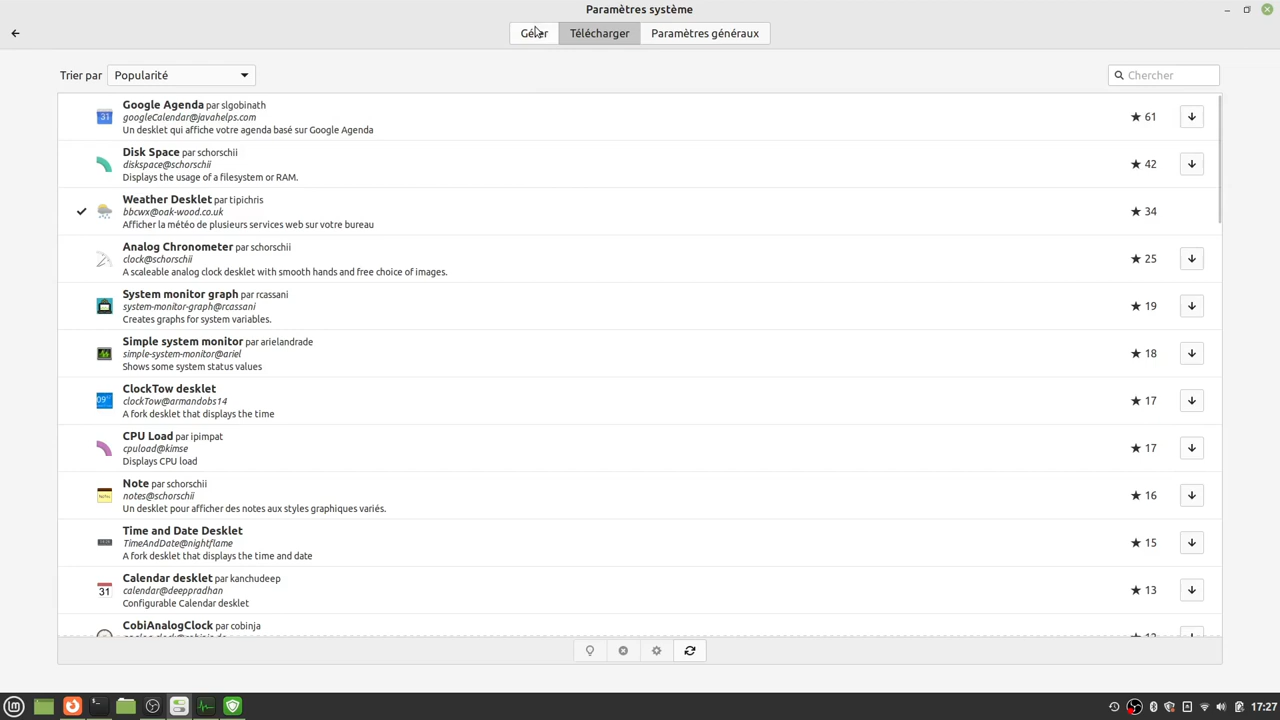 Paramètres système
Gérer
Télécharger
Paramètres généraux
Trier par
Popularité
Chercher
Google Agenda par slgobinath
googleCalendar@javahelps.com
Un desklet qui affiche votre agenda basé sur Google Agenda
★ 61
Disk Space par schorschii
diskspace@schorschii
Displays the usage of a filesystem or RAM.
★ 42
Weather Desklet par tipichris
bbcwx@oak-wood.co.uk
Afficher la météo de plusieurs services web sur votre bureau
★ 34
Analog Chronometer par schorschii
clock@schorschii
A scaleable analog clock desklet with smooth hands and free choice of images.
★ 25
System monitor graph par rcassani
system-monitor-graph@rcassani
Creates graphs for system variables.
★ 19
Simple system monitor par arielandrade
simple-system-monitor@ariel
Shows some system status values
★ 18
ClockTow desklet
clockTow@armandobs14
A fork desklet that displays the time
★ 17
CPU Load par ipimpat
cpuload@kimse
Displays CPU load
★ 17
Note par schorschii
notes@schorschii
Un desklet pour afficher des notes aux styles graphiques variés.
★ 16
Time and Date Desklet
TimeAndDate@nightflame
A fork desklet that displays the time and date
★ 15
31
Calendar desklet par kanchudeep
calendar@deeppradhan
Configurable Calendar desklet
★ 13
CobiAnalogClock par cobinja
17:27